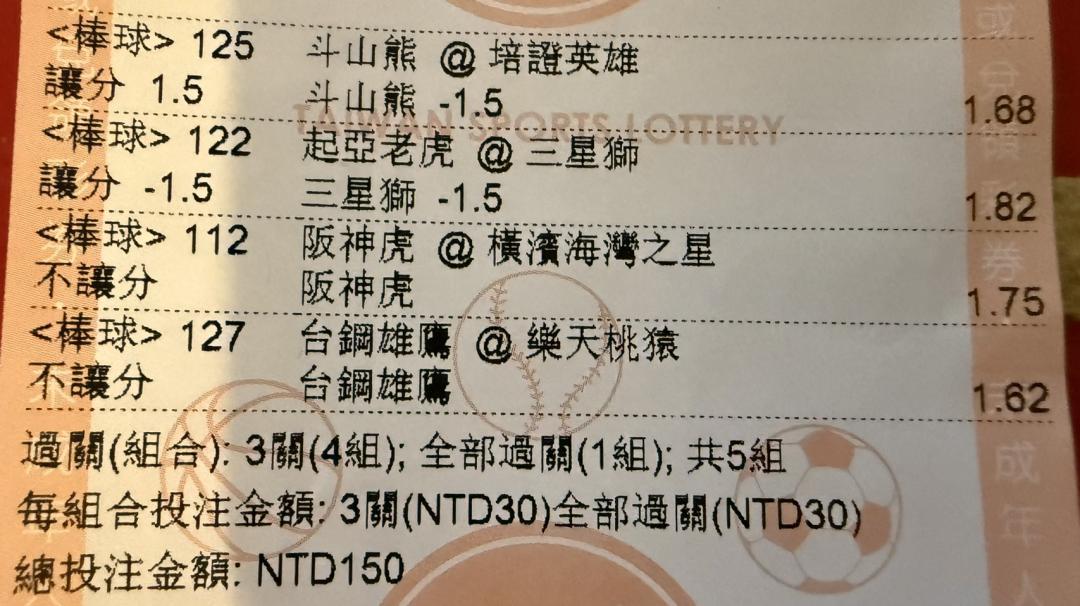 <棒球> 125 斗山熊 @ 培證英雄
讓分 1.5 斗山熊 -1.5 1.68
TAIWAN SPORTS LOTTERY
<棒球> 122 起亞老虎 @ 三星獅
讓分 -1.5 三星獅 -1.5 1.82
<棒球> 112 阪神虎 @ 橫濱海灣之星
不讓分 阪神虎 1.75
<棒球> 127 台鋼雄鷹 @ 樂天桃猿
不讓分 台鋼雄鷹 1.62
過關(組合): 3關(4組); 全部過關(1組); 共5組
每組合投注金額: 3關(NTD30)全部過關(NTD30)
總投注金額: NTD150